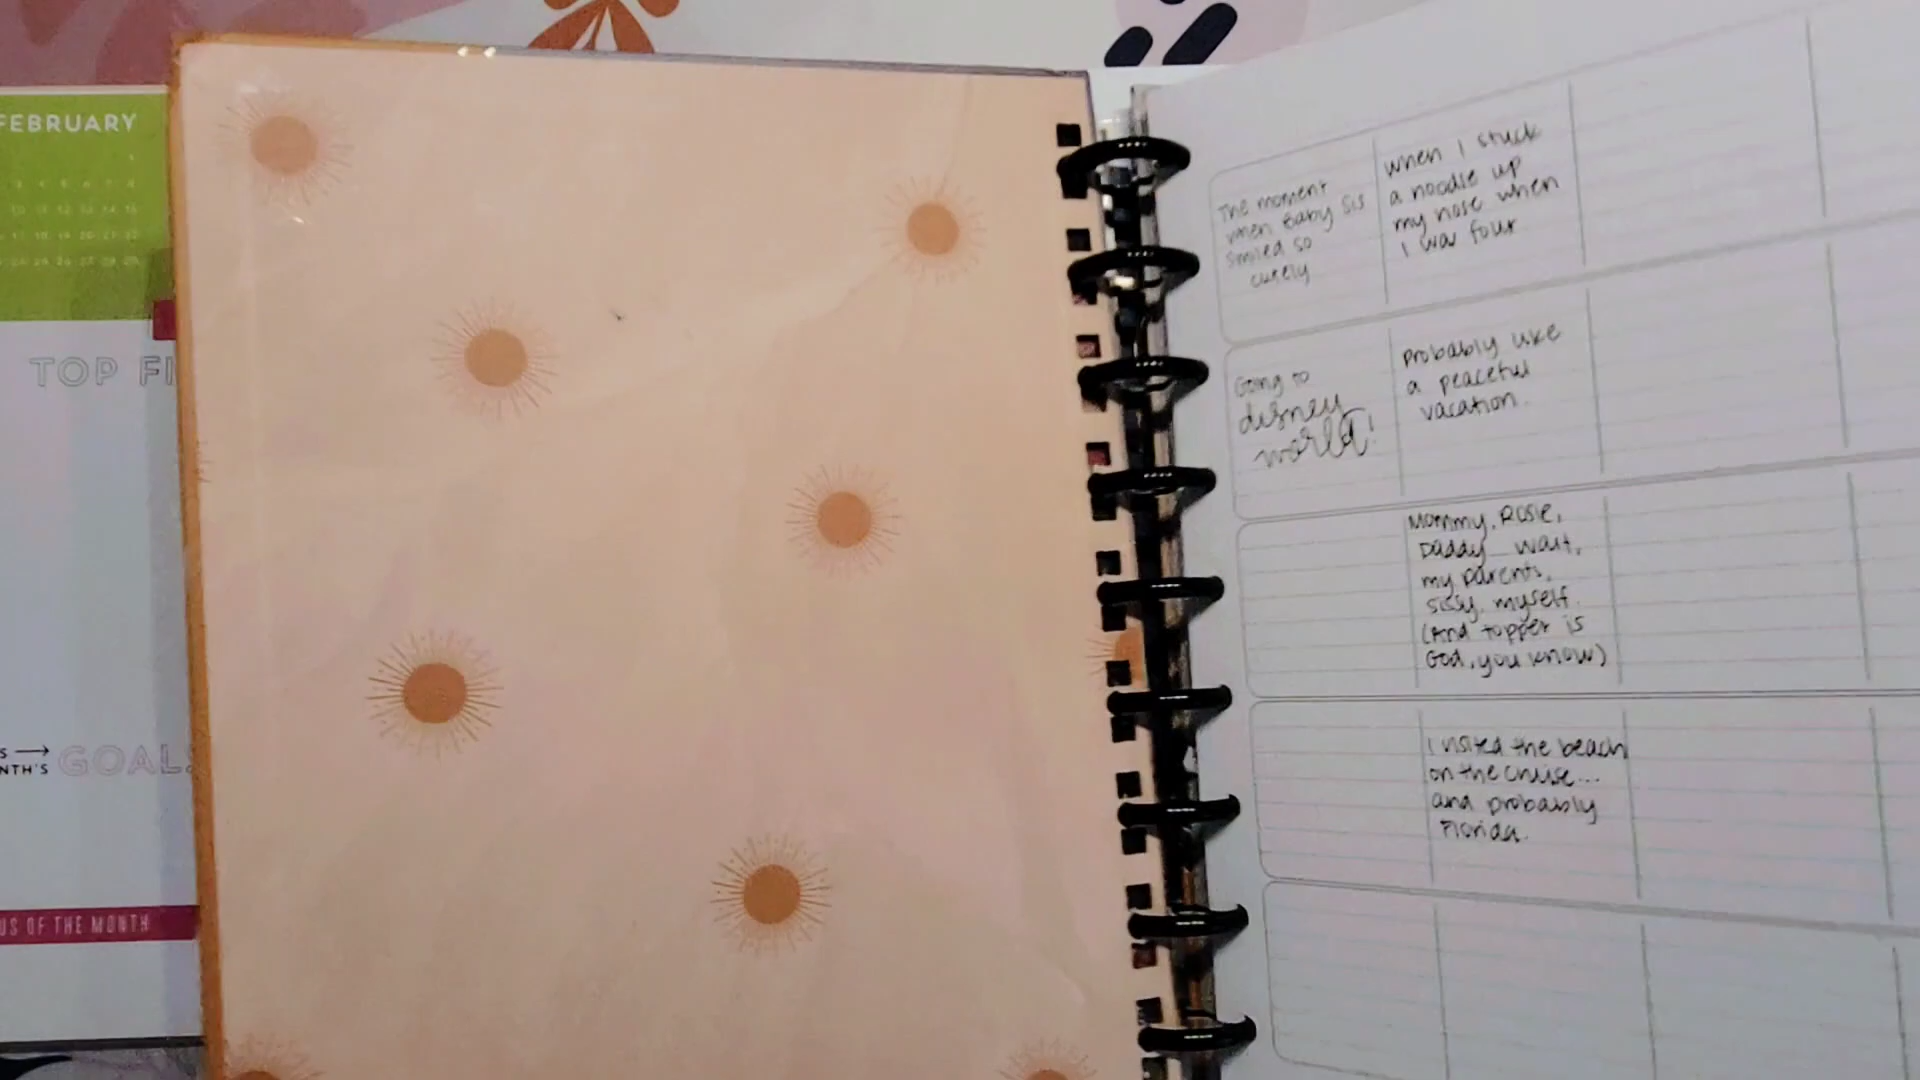 FEBRUARY
TOP FI
GOALS
NTH'S
US OF THE MONTH
The moment
when Baby Sis
smiled so
cutely
when I stuck
a noodle up
my nose when
I was four
Going to
disney
world!
probably like
a peaceful
vacation.
Mommy, Rosie,
Daddy wait,
my parents,
sissy, myself.
(And topper is
God, you know)
I visited the beach
on the cruise...
and probably
Florida.